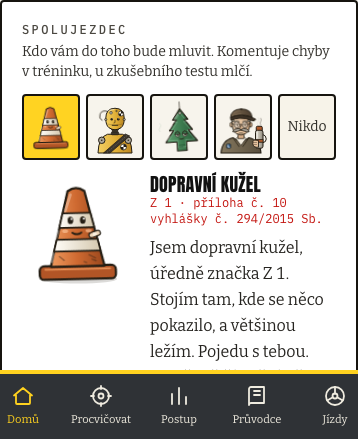 SPOLUJEZDEC
Kdo vám do toho bude mluvit. Komentuje chyby
v tréninku, u zkušebního testu mlčí.
Nikdo
DOPRAVNÍ KUŽEL
Z 1 · příloha č. 10
vyhlášky č. 294/2015 Sb.
Jsem dopravní kužel,
úředně značka Z 1.
Stojím tam, kde se něco
pokazilo, a většinou
ležím. Pojedu s tebou.
Domů
Procvičovat
Postup
Průvodce
Jízdy